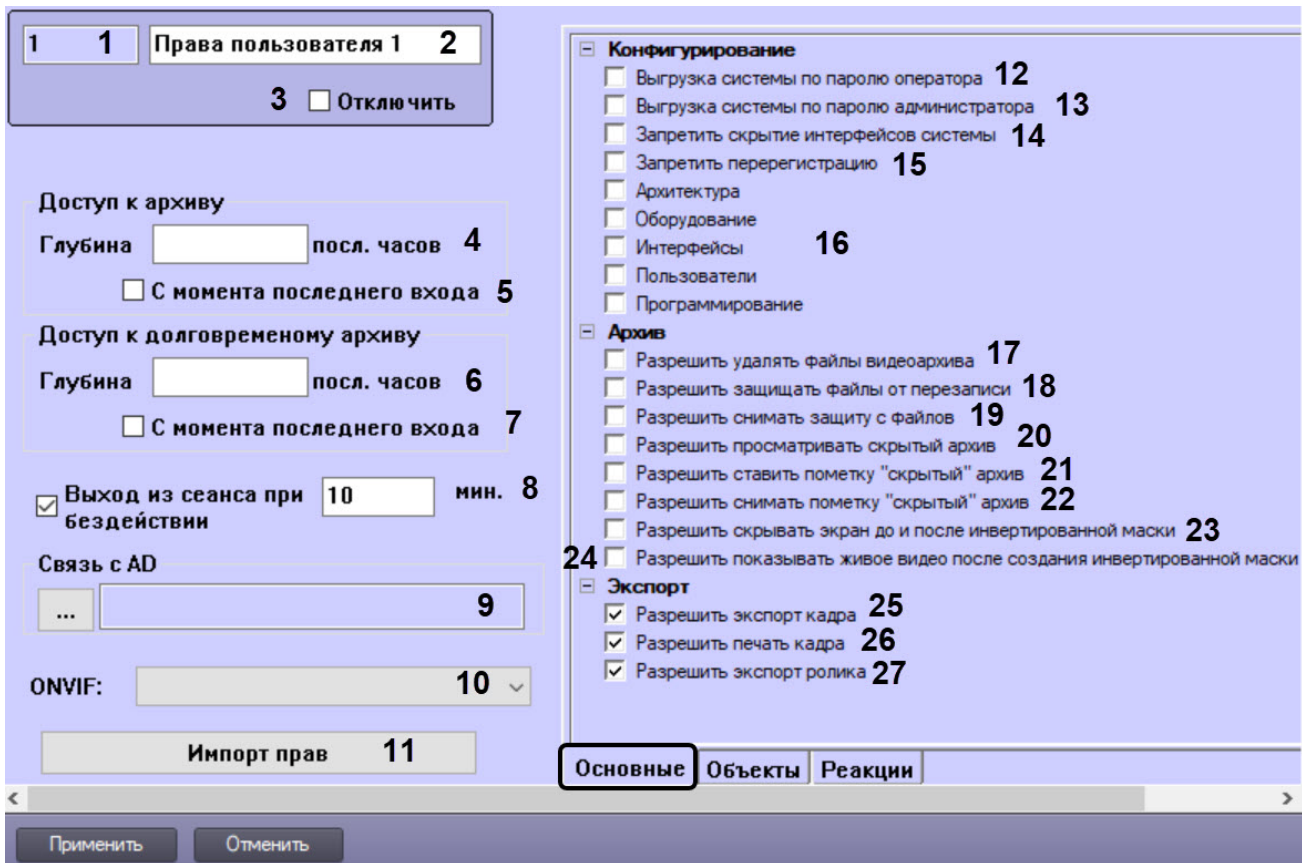 1 1 Права пользователя 1 2
3 Отключить
Доступ к архиву
Глубина посл. часов 4
С момента последнего входа 5
Доступ к долговременому архиву
Глубина посл. часов 6
С момента последнего входа 7
Выход из сеанса при 10 мин. 8
бездействии
Связь с AD
... 9
ONVIF: 10
Импорт прав 11
Конфигурирование
Выгрузка системы по паролю оператора 12
Выгрузка системы по паролю администратора 13
Запретить скрытие интерфейсов системы 14
Запретить перерегистрацию 15
Архитектура
Оборудование
Интерфейсы 16
Пользователи
Программирование
Архив
Разрешить удалять файлы видеоархива 17
Разрешить защищать файлы от перезаписи 18
Разрешить снимать защиту с файлов 19
Разрешить просматривать скрытый архив 20
Разрешить ставить пометку "скрытый" архив 21
Разрешить снимать пометку "скрытый" архив 22
Разрешить скрывать экран до и после инвертированной маски 23
24 Разрешить показывать живое видео после создания инвертированной маски
Экспорт
Разрешить экспорт кадра 25
Разрешить печать кадра 26
Разрешить экспорт ролика 27
Основные Объекты Реакции
Применить Отменить